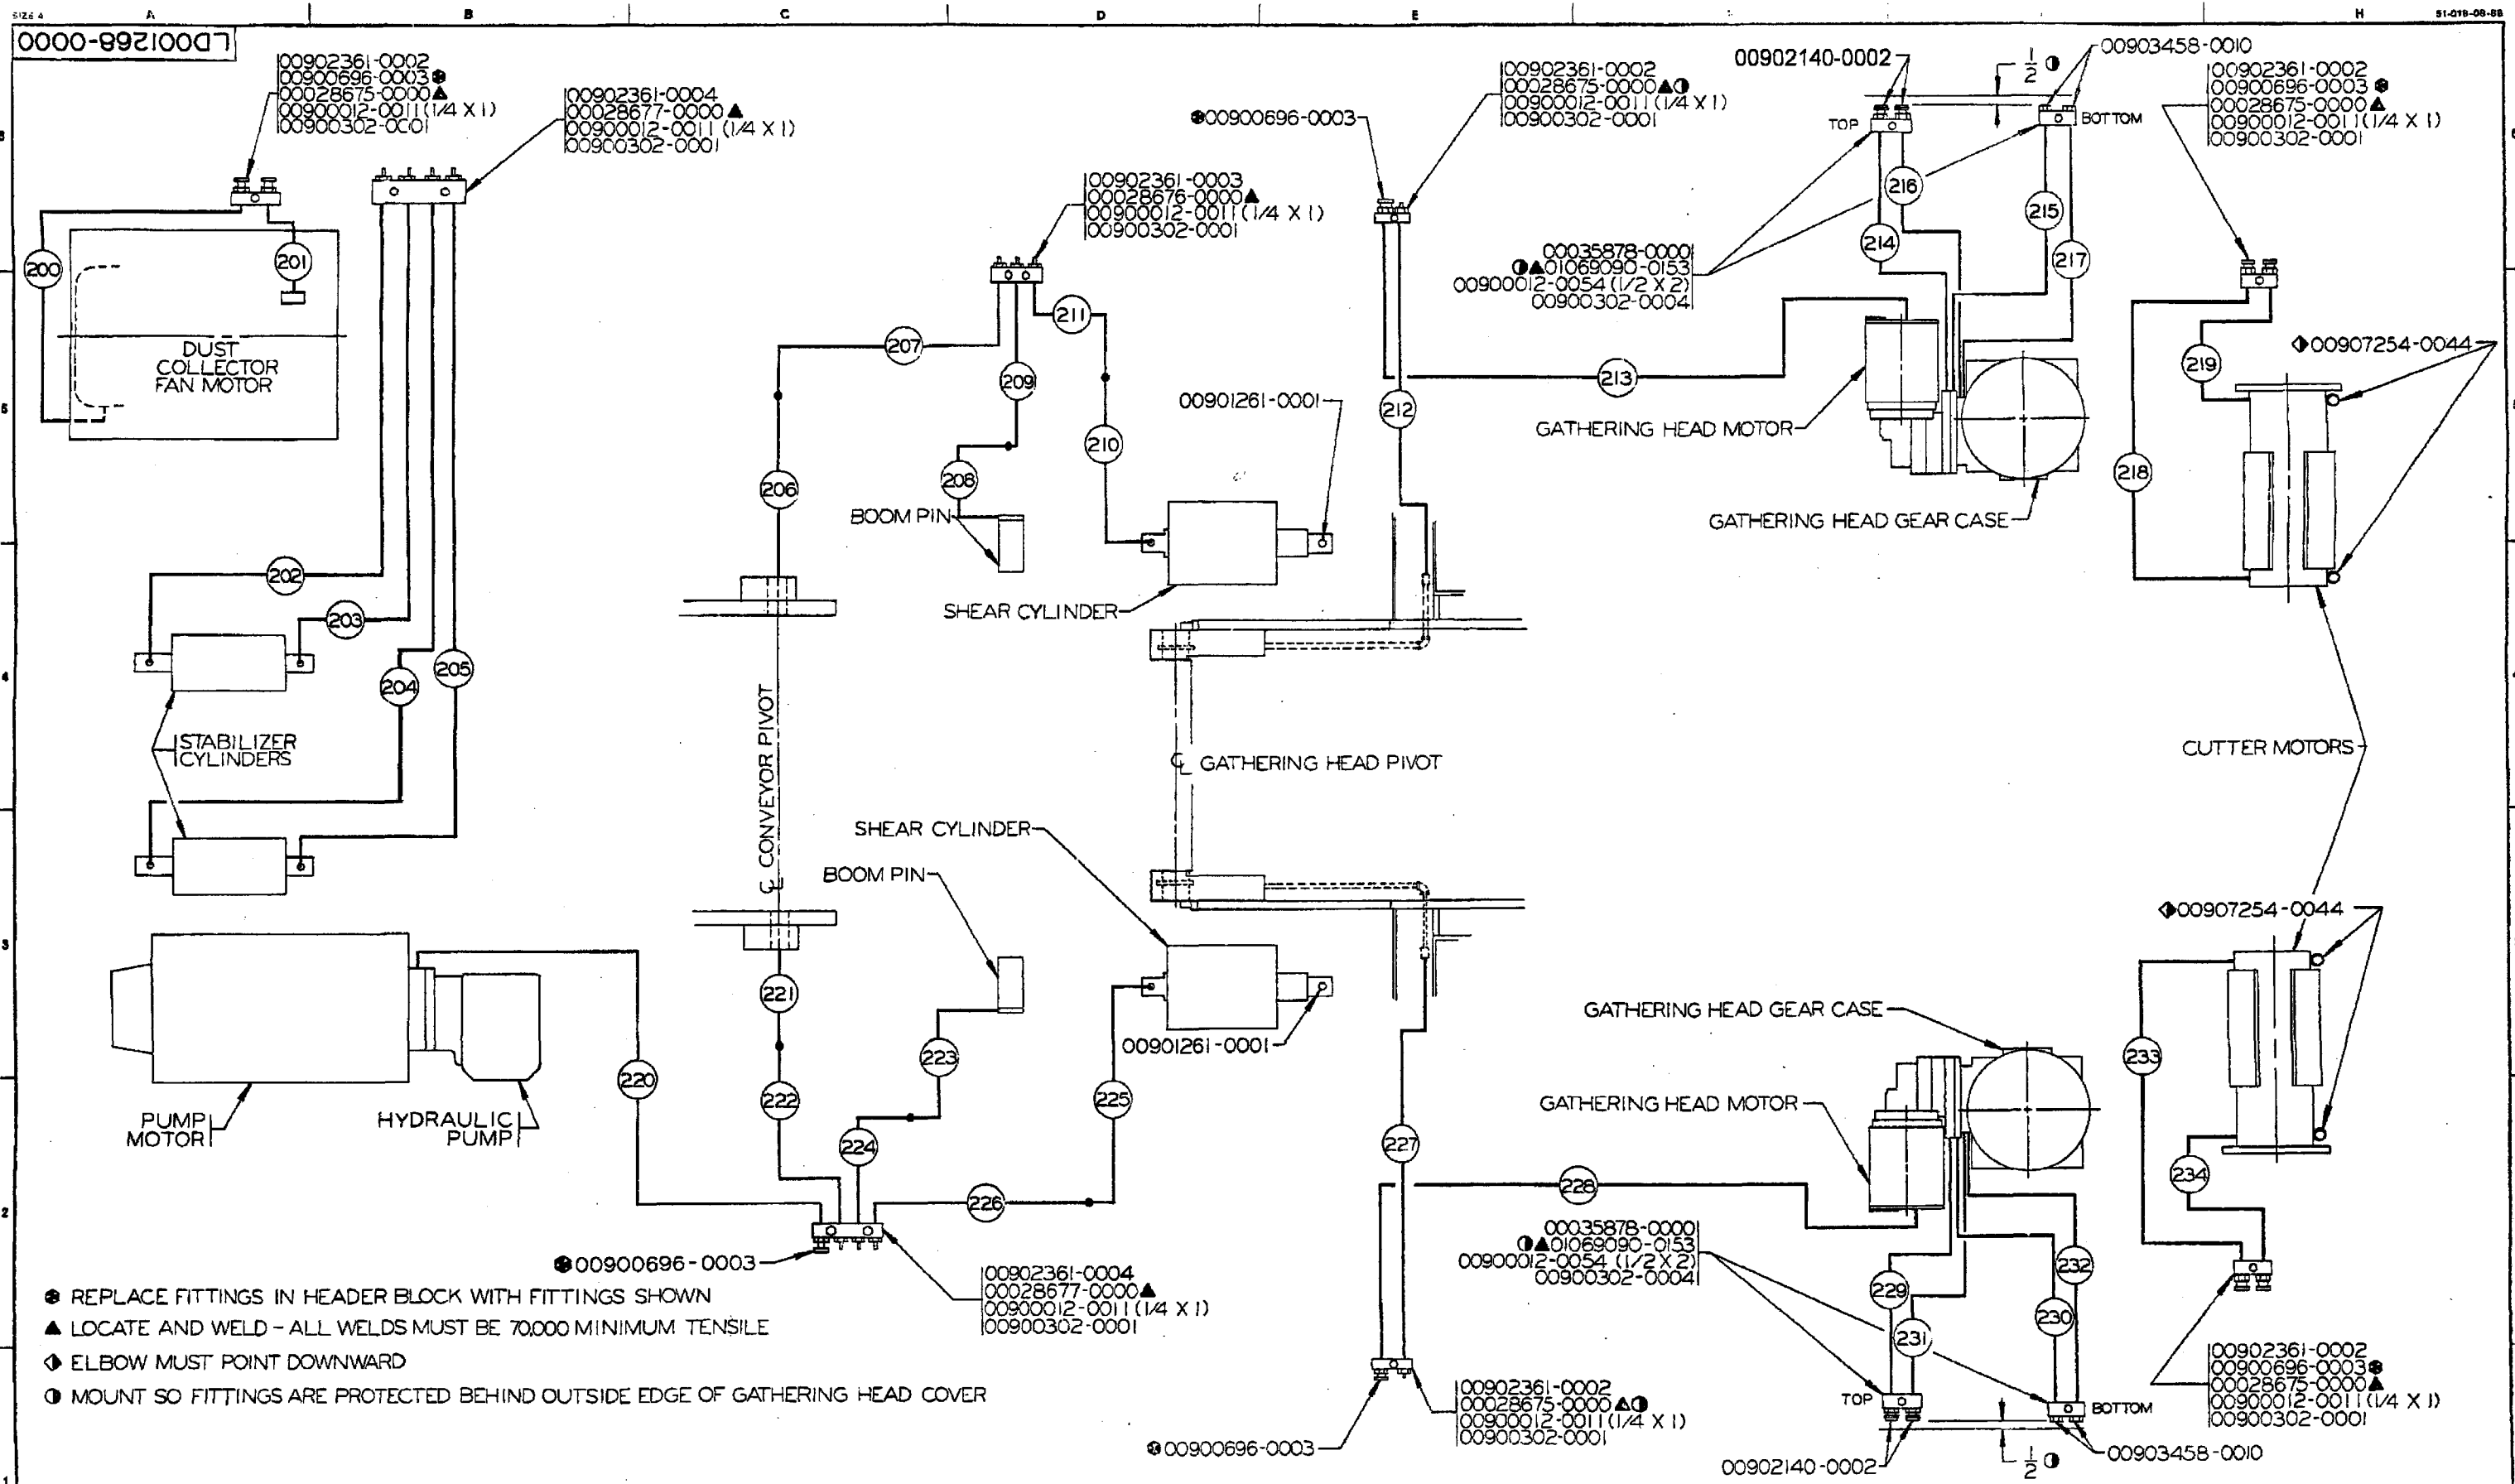 SIZE 4
A
B
C
D
E
H
51-01B-08-88
LD001268-0000
00902361-0002
00900696-0003
00028675-0000▲
00900012-0011 (1/4 X 1)
00900302-0001
00902361-0004
00028677-0000▲
00900012-0011 (1/4 X 1)
00900302-0001
00902361-0003
00028676-0000▲
00900012-0011 (1/4 X 1)
00900302-0001
00900696-0003
00902361-0002
00028675-0000▲◑
00900012-0011 (1/4 X 1)
00900302-0001
00902140-0002
1/2 ◑
00903458-0010
TOP
BOTTOM
00902361-0002
00900696-0003
00028675-0000▲
00900012-0011 (1/4 X 1)
00900302-0001
00035878-0000
◑▲01069090-0153
00900012-0054 (1/2 X 2)
00900302-0004
200
201
216
214
215
217
DUST
COLLECTOR
FAN MOTOR
207
211
209
213
212
219
00907254-0044
00901261-0001
GATHERING HEAD MOTOR
206
208
210
218
BOOM PIN
GATHERING HEAD GEAR CASE
202
203
SHEAR CYLINDER
204
205
5
4
3
2
1
STABILIZER
CYLINDERS
℄ CONVEYOR PIVOT
℄ GATHERING HEAD PIVOT
CUTTER MOTORS
SHEAR CYLINDER
BOOM PIN
00907254-0044
221
223
00901261-0001
GATHERING HEAD GEAR CASE
233
220
222
225
GATHERING HEAD MOTOR
PUMP
MOTOR
HYDRAULIC
PUMP
224
227
234
226
228
00035878-0000
◑▲01069090-0153
00900012-0054 (1/2 X 2)
00900302-0004
229
231
230
232
00900696-0003
00902361-0004
00028677-0000▲
00900012-0011 (1/4 X 1)
00900302-0001
REPLACE FITTINGS IN HEADER BLOCK WITH FITTINGS SHOWN
▲ LOCATE AND WELD - ALL WELDS MUST BE 70,000 MINIMUM TENSILE
ELBOW MUST POINT DOWNWARD
◑ MOUNT SO FITTINGS ARE PROTECTED BEHIND OUTSIDE EDGE OF GATHERING HEAD COVER
00902361-0002
00028675-0000▲◑
00900012-0011 (1/4 X 1)
00900302-0001
00900696-0003
TOP
BOTTOM
00902140-0002
1/2 ◑
00903458-0010
00902361-0002
00900696-0003
00028675-0000▲
00900012-0011 (1/4 X 1)
00900302-0001